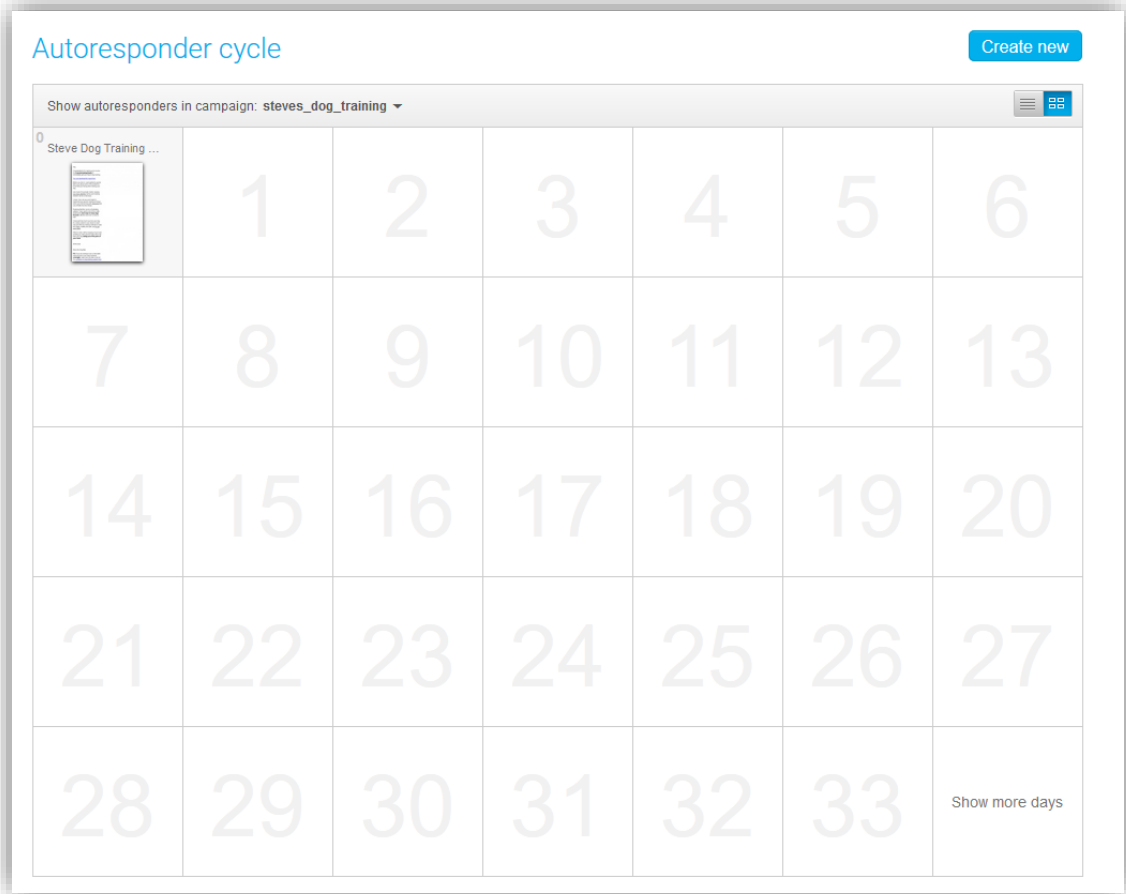 Autoresponder cycle
Create new
Show autoresponders in campaign: steves_dog_training
0
Steve Dog Training ...
1 2 3 4 5 6
7 8 9 10 11 12 13
14 15 16 17 18 19 20
21 22 23 24 25 26 27
28 29 30 31 32 33 Show more days